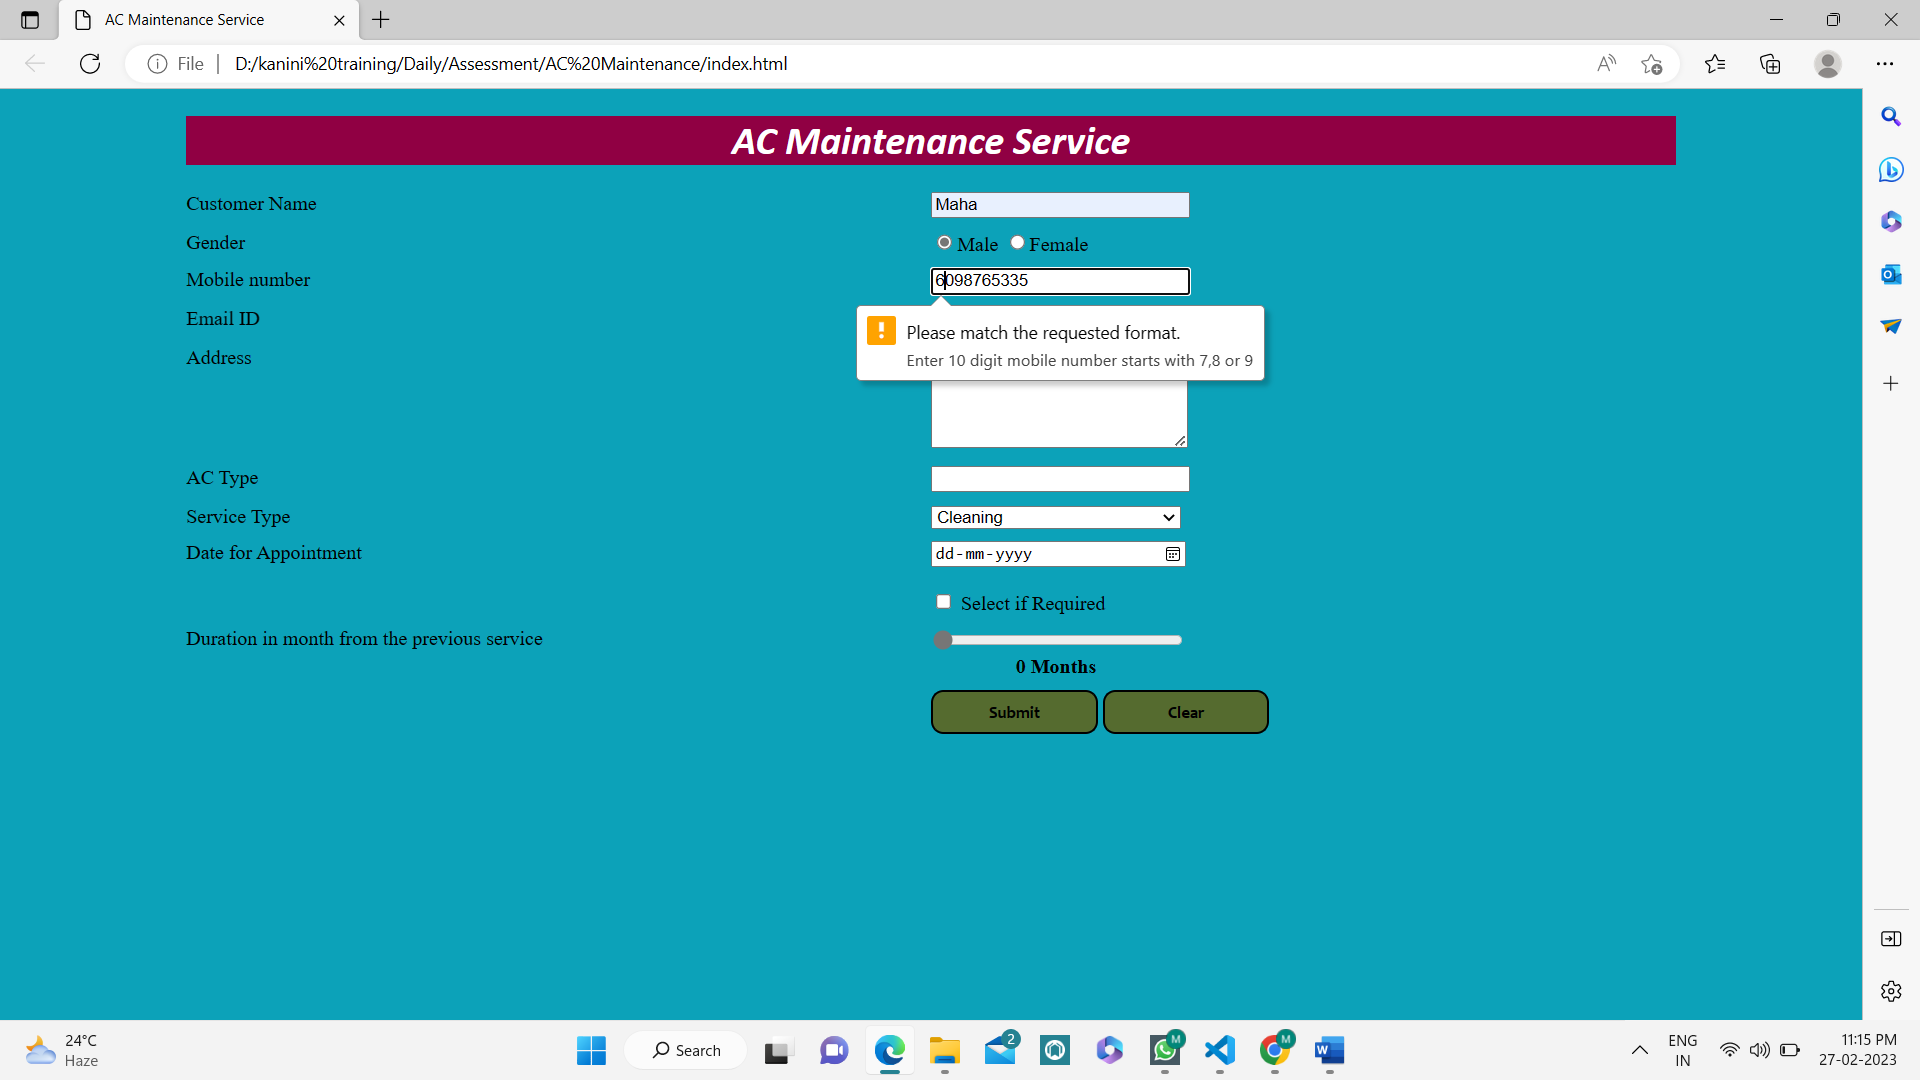 AC Maintenance Service
File
D:/kanini%20training/Daily/Assessment/AC%20Maintenance/index.html
AC Maintenance Service
Customer Name
Maha
Gender
Male Female
Mobile number
6098765335
Please match the requested format.
Enter 10 digit mobile number starts with 7,8 or 9
Email ID
Address
AC Type
Service Type
Cleaning
Date for Appointment
dd-mm-yyyy
Select if Required
Duration in month from the previous service
0 Months
Submit
Clear
24°C
Haze
Search
2
M
M
ENG
IN
11:15 PM
27-02-2023